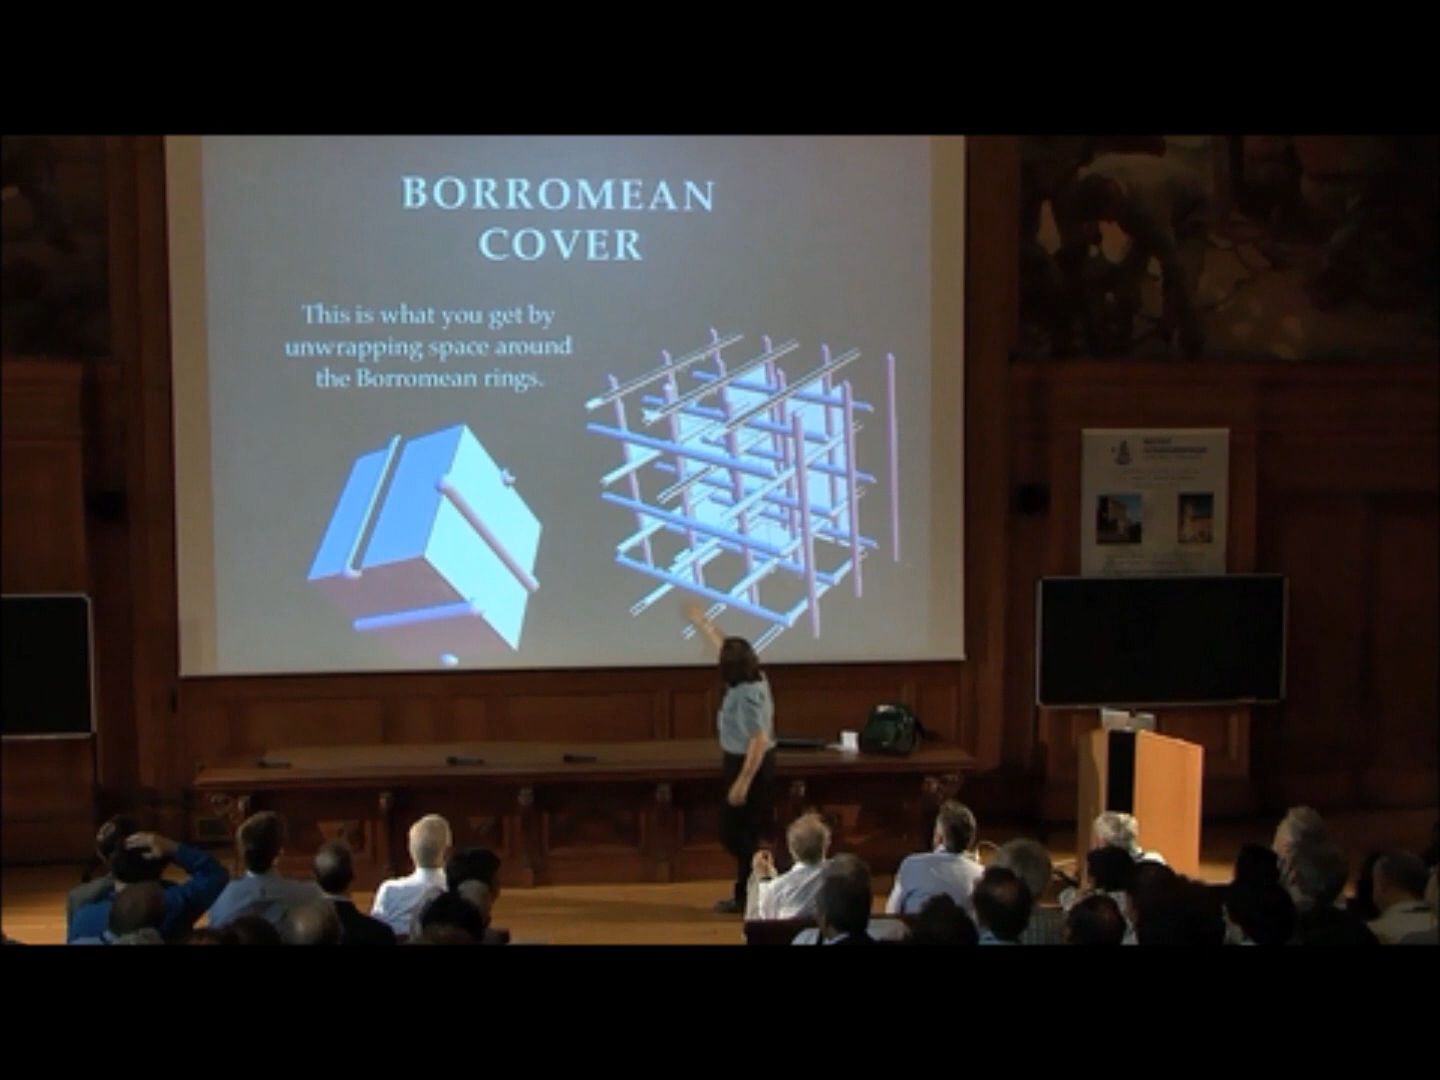 BORROMEAN
COVER
This is what you get by
unwrapping space around
the Borromean rings.